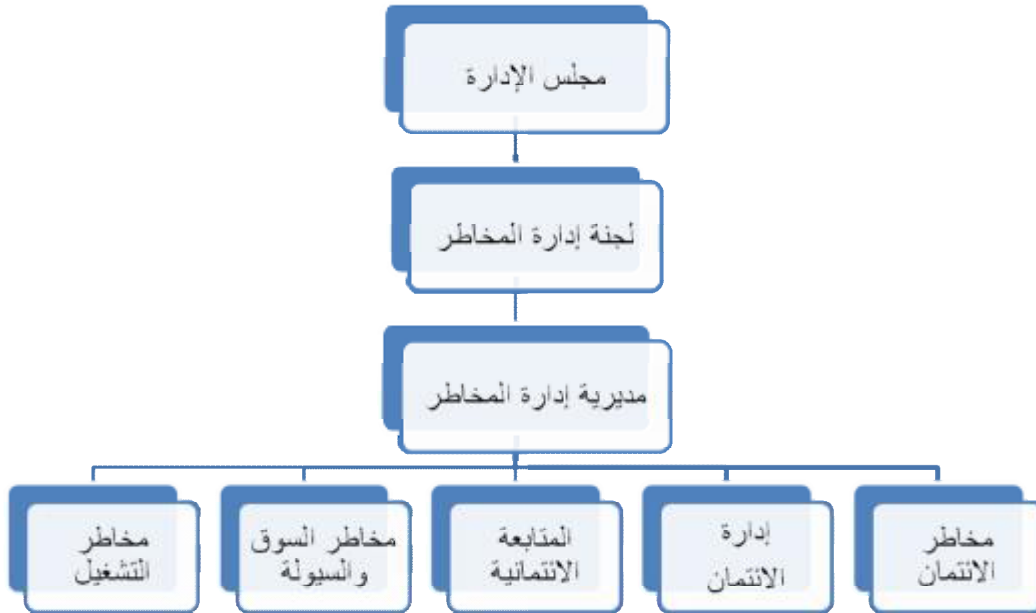 مجلس الإدارة
لجنة إدارة المخاطر
مديرية إدارة المخاطر
مخاطر
الائتمان
إدارة
الائتمان
المتابعة
الائتمانية
مخاطر السوق
والسيولة
مخاطر
التشغيل